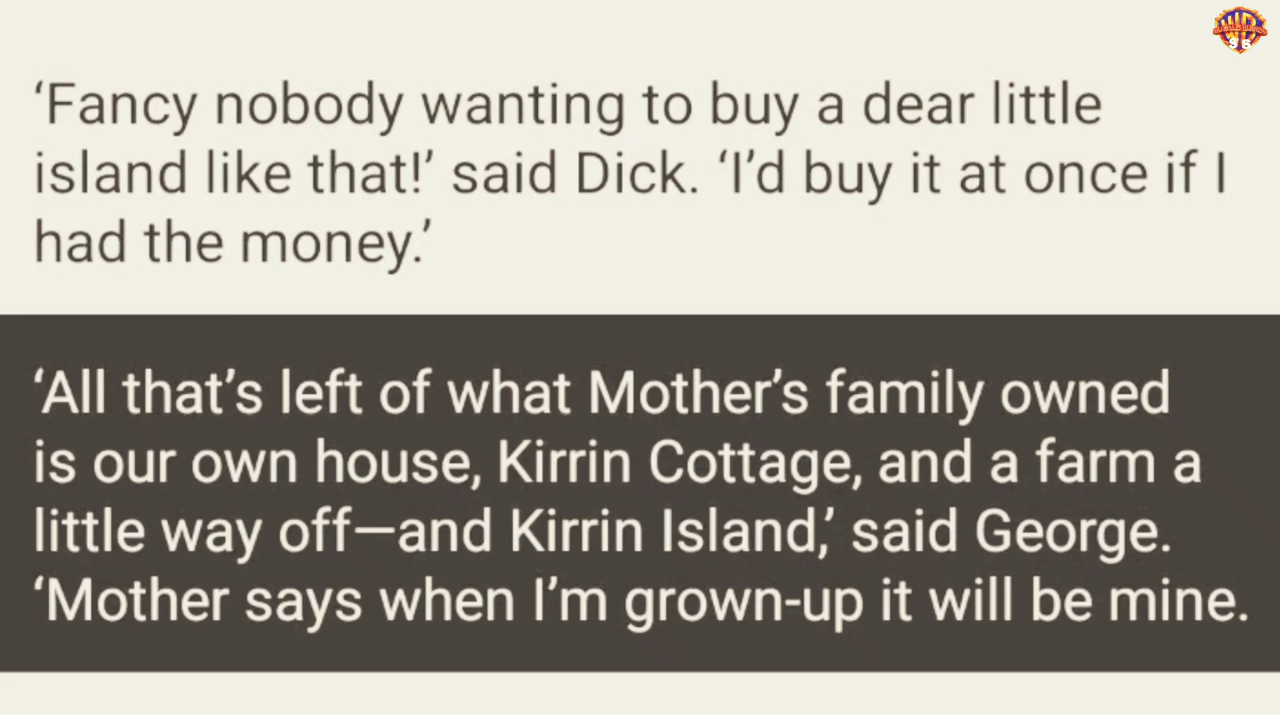 ‘Fancy nobody wanting to buy a dear little
island like that!’ said Dick. ‘I’d buy it at once if I
had the money.’
‘All that’s left of what Mother’s family owned
is our own house, Kirrin Cottage, and a farm a
little way off—and Kirrin Island,’ said George.
‘Mother says when I’m grown-up it will be mine.